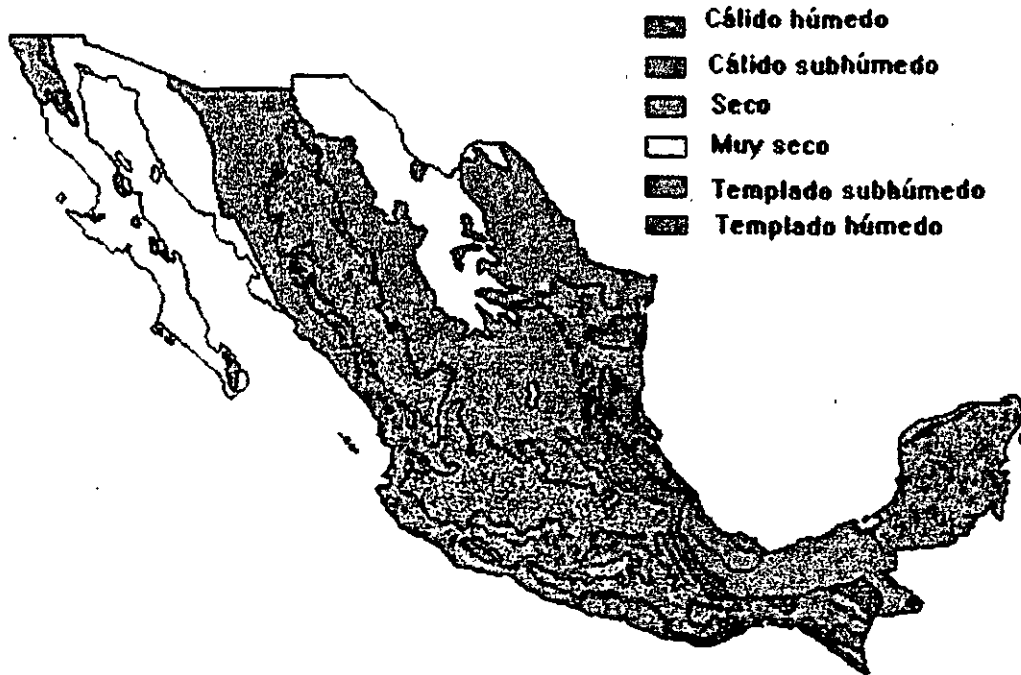 Cálido húmedo
Cálido subhúmedo
Seco
Muy seco
Templado subhúmedo
Templado húmedo